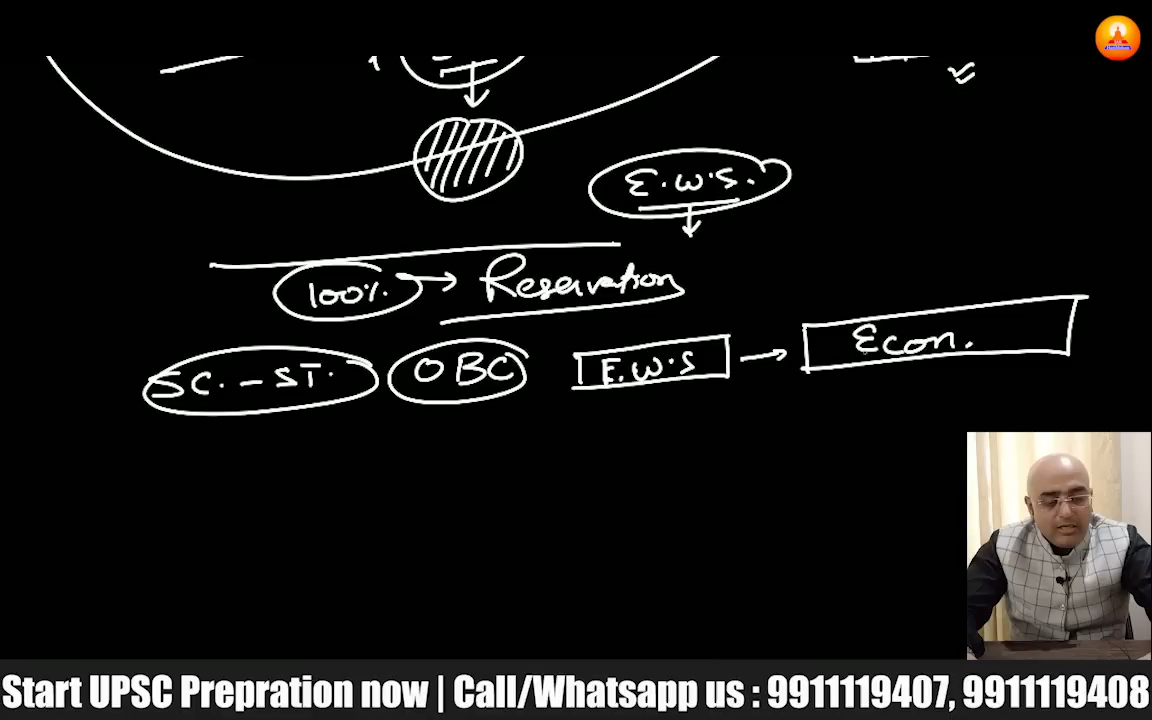 E.W.S.
100% → Reservation
SC. - ST. OBC E.W.S → Econ.
Start UPSC Prepration now | Call/Whatsapp us : 9911119407, 9911119408